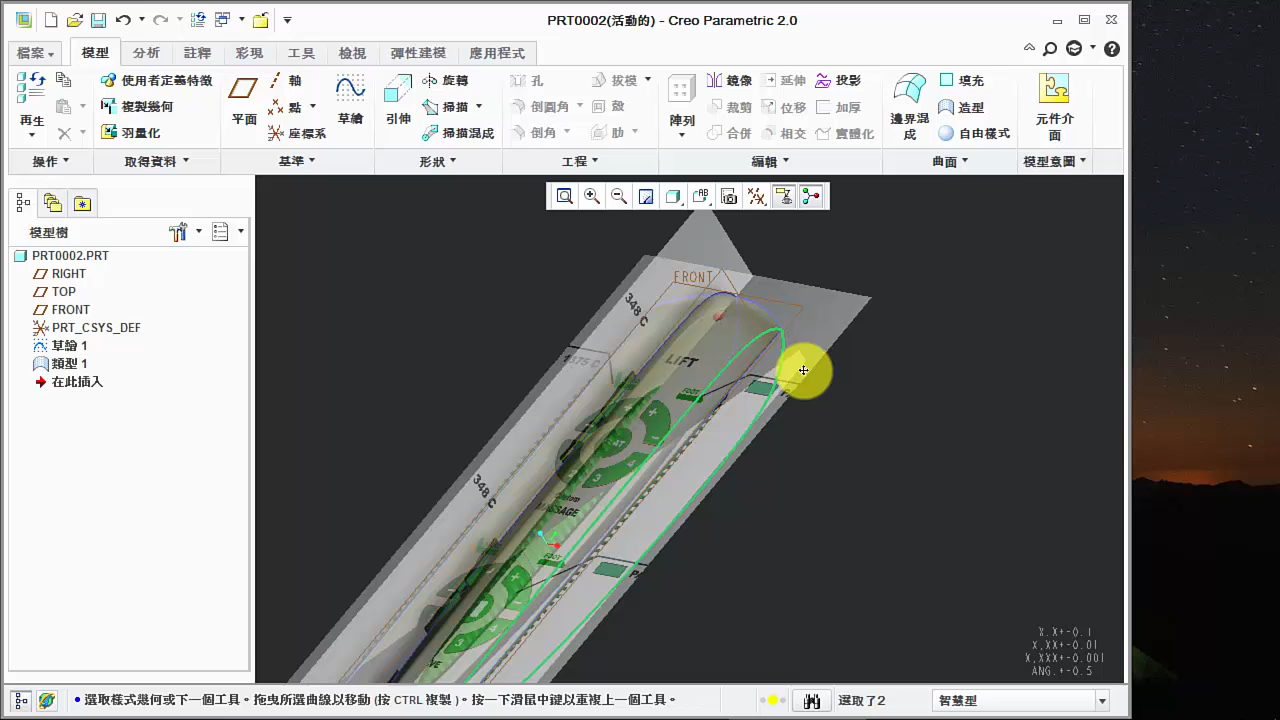 PRT0002(活動的) - Creo Parametric 2.0
檔案
模型
分析
註釋
彩現
工具
檢視
彈性建模
應用程式
再生
使用者定義特徵
複製幾何
羽量化
平面
軸
點
座標系
草繪
引伸
旋轉
掃描
掃描混成
孔
倒圓角
倒角
拔模
殼
肋
陣列
鏡像
裁剪
合併
延伸
位移
相交
投影
加厚
實體化
邊界混成
填充
造型
自由樣式
元件介面
操作
取得資料
基準
形狀
工程
編輯
曲面
模型意圖
模型樹
PRT0002.PRT
RIGHT
TOP
FRONT
PRT_CSYS_DEF
草繪 1
類型 1
在此插入
FRONT
348 C
LIFT
FOOT
348 C
MASSAGE
FOOT
X.X+-0.1
X.XX+-0.01
X.XXX+-0.001
ANG.+-0.5
選取樣式幾何或下一個工具。拖曳所選曲線以移動 (按 CTRL 複製 )。按一下滑鼠中鍵以重複上一個工具。
選取了2
智慧型